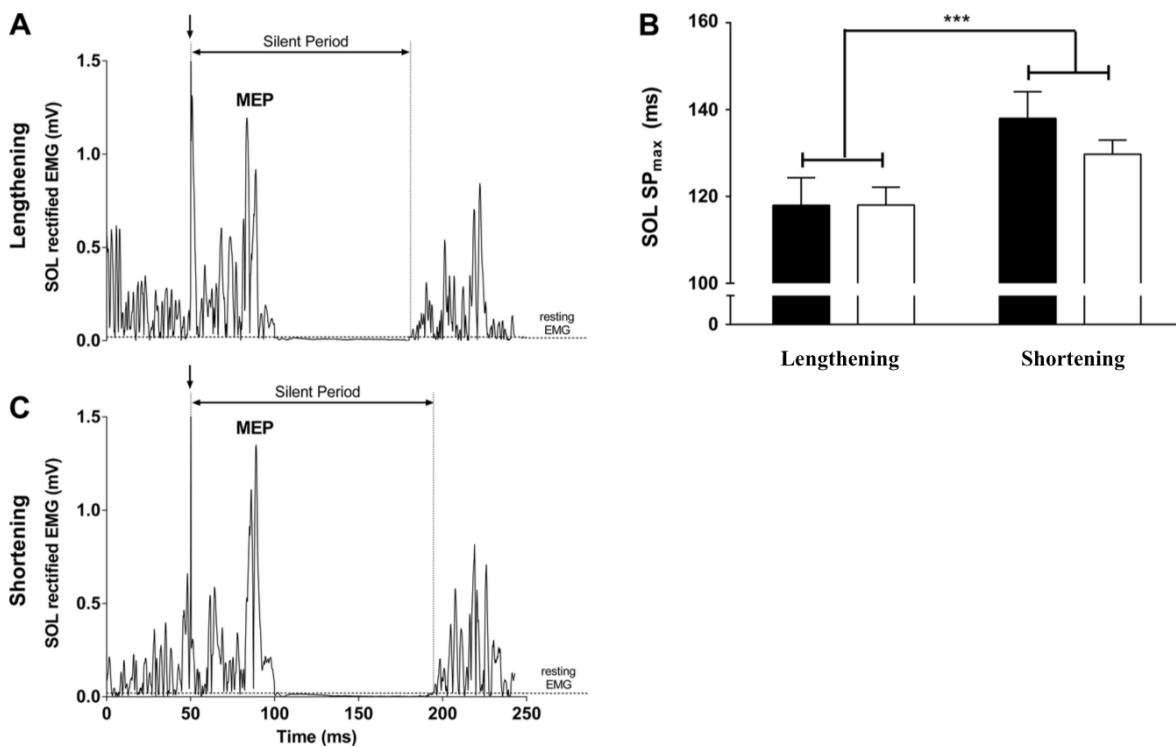 A
Silent Period
MEP
Lengthening
SOL rectified EMG (mV)
1.5
1.0
0.5
0.0
resting
EMG
B
SOL SPmax (ms)
160
140
120
100
0
***
Lengthening
Shortening
C
Silent Period
MEP
Shortening
SOL rectified EMG (mV)
1.5
1.0
0.5
0.0
resting
EMG
0
50
100
150
200
250
Time (ms)